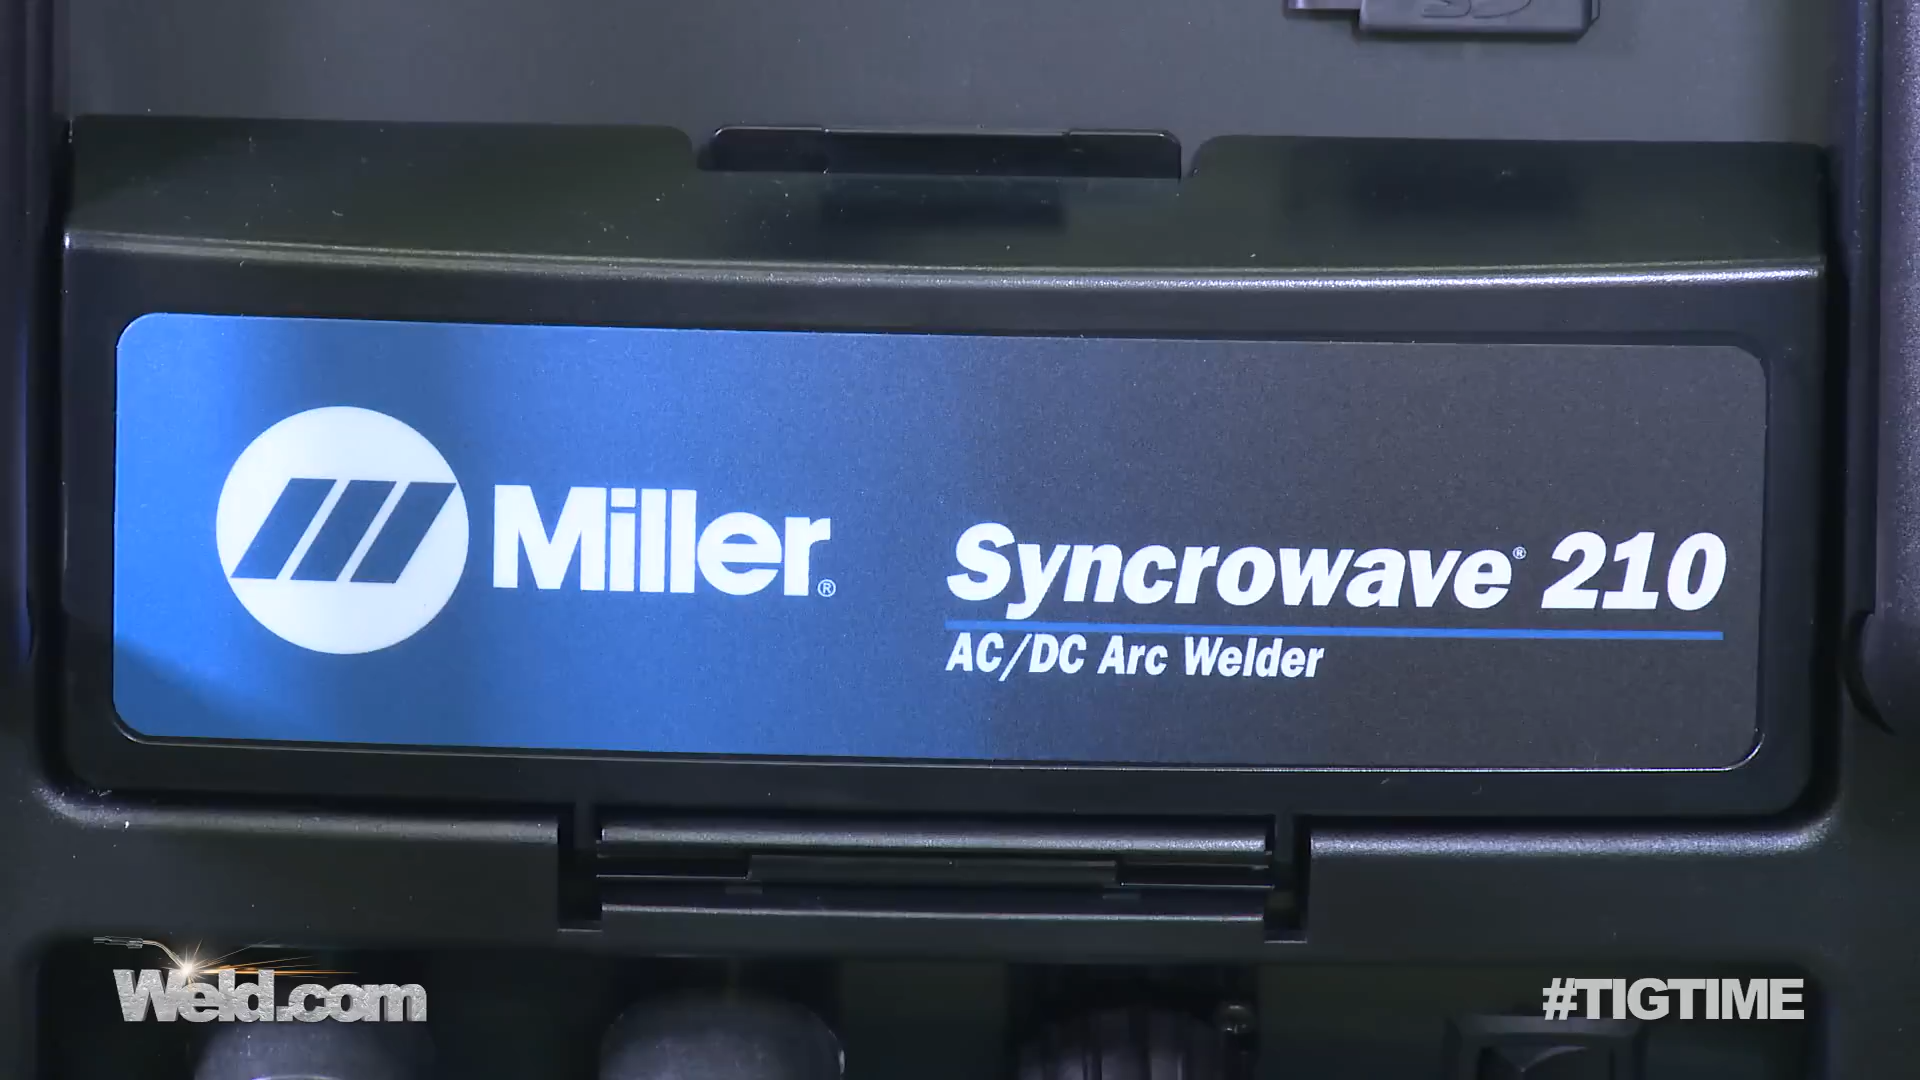 Miller®
Syncrowave® 210
AC/DC Arc Welder
Weld.com
#TIGTIME